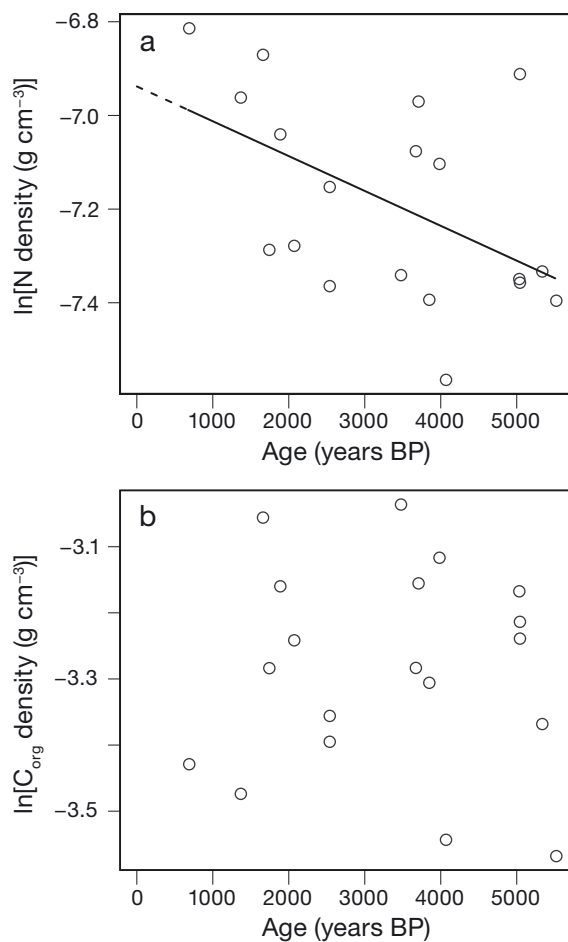 a
ln[N density (g cm⁻³)]
−6.8
−7.0
−7.2
−7.4
0 1000 2000 3000 4000 5000
Age (years BP)
b
ln[C_org density (g cm⁻³)]
−3.1
−3.3
−3.5
0 1000 2000 3000 4000 5000
Age (years BP)